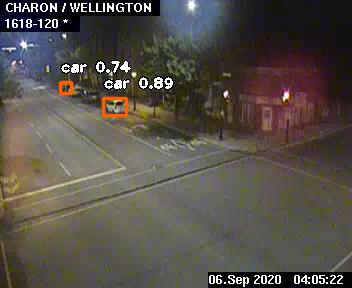 CHARON / WELLINGTON
1618-120 *
car 0.74
car 0.89
06.Sep 2020 04:05:22